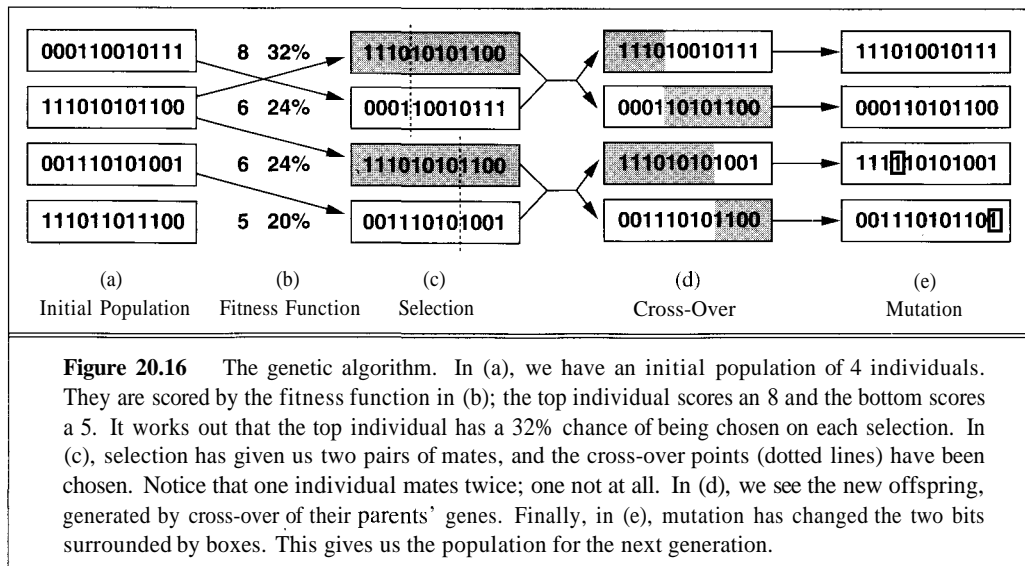 000110010111 8 32% 111010101100 111010010111 111010010111
111010101100 6 24% 000110010111 000110101100 000110101100
001110101001 6 24% 111010101100 111010101001 111110101001
111011011100 5 20% 001110101001 001110101100 001110101101
(a) (b) (c) (d) (e)
Initial Population Fitness Function Selection Cross-Over Mutation
Figure 20.16 The genetic algorithm. In (a), we have an initial population of 4 individuals.
They are scored by the fitness function in (b); the top individual scores an 8 and the bottom scores
a 5. It works out that the top individual has a 32% chance of being chosen on each selection. In
(c), selection has given us two pairs of mates, and the cross-over points (dotted lines) have been
chosen. Notice that one individual mates twice; one not at all. In (d), we see the new offspring,
generated by cross-over of their parents' genes. Finally, in (e), mutation has changed the two bits
surrounded by boxes. This gives us the population for the next generation.